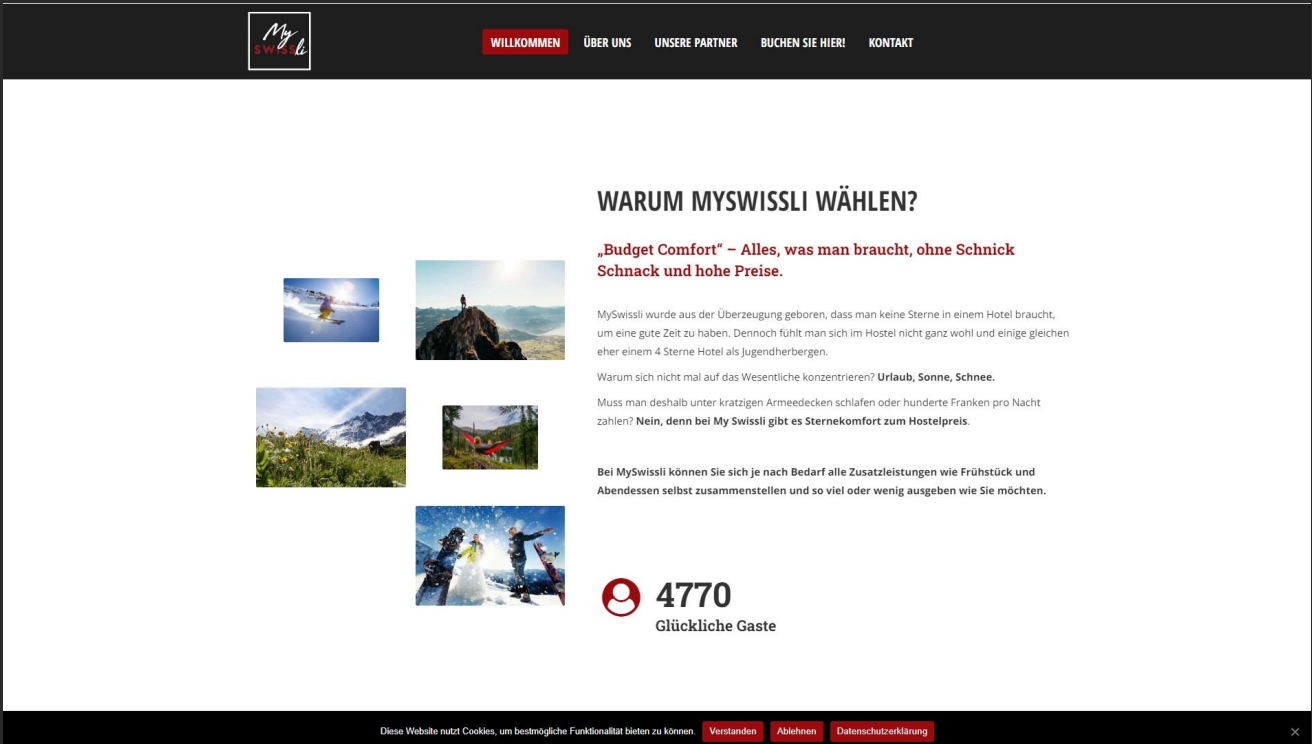 My
SWISSli
WILLKOMMEN ÜBER UNS UNSERE PARTNER BUCHEN SIE HIER! KONTAKT
WARUM MYSWISSLI WÄHLEN?
„Budget Comfort“ – Alles, was man braucht, ohne Schnick
Schnack und hohe Preise.
MySwissli wurde aus der Überzeugung geboren, dass man keine Sterne in einem Hotel braucht,
um eine gute Zeit zu haben. Dennoch fühlt man sich im Hostel nicht ganz wohl und einige gleichen
eher einem 4 Sterne Hotel als Jugendherbergen.
Warum sich nicht mal auf das Wesentliche konzentrieren? Urlaub, Sonne, Schnee.
Muss man deshalb unter kratzigen Armeedecken schlafen oder hunderte Franken pro Nacht
zahlen? Nein, denn bei My Swissli gibt es Sternekomfort zum Hostelpreis.
Bei MySwissli können Sie sich je nach Bedarf alle Zusatzleistungen wie Frühstück und
Abendessen selbst zusammenstellen und so viel oder wenig ausgeben wie Sie möchten.
4770
Glückliche Gaste
Diese Website nutzt Cookies, um bestmögliche Funktionalität bieten zu können. Verstanden Ablehnen Datenschutzerklärung